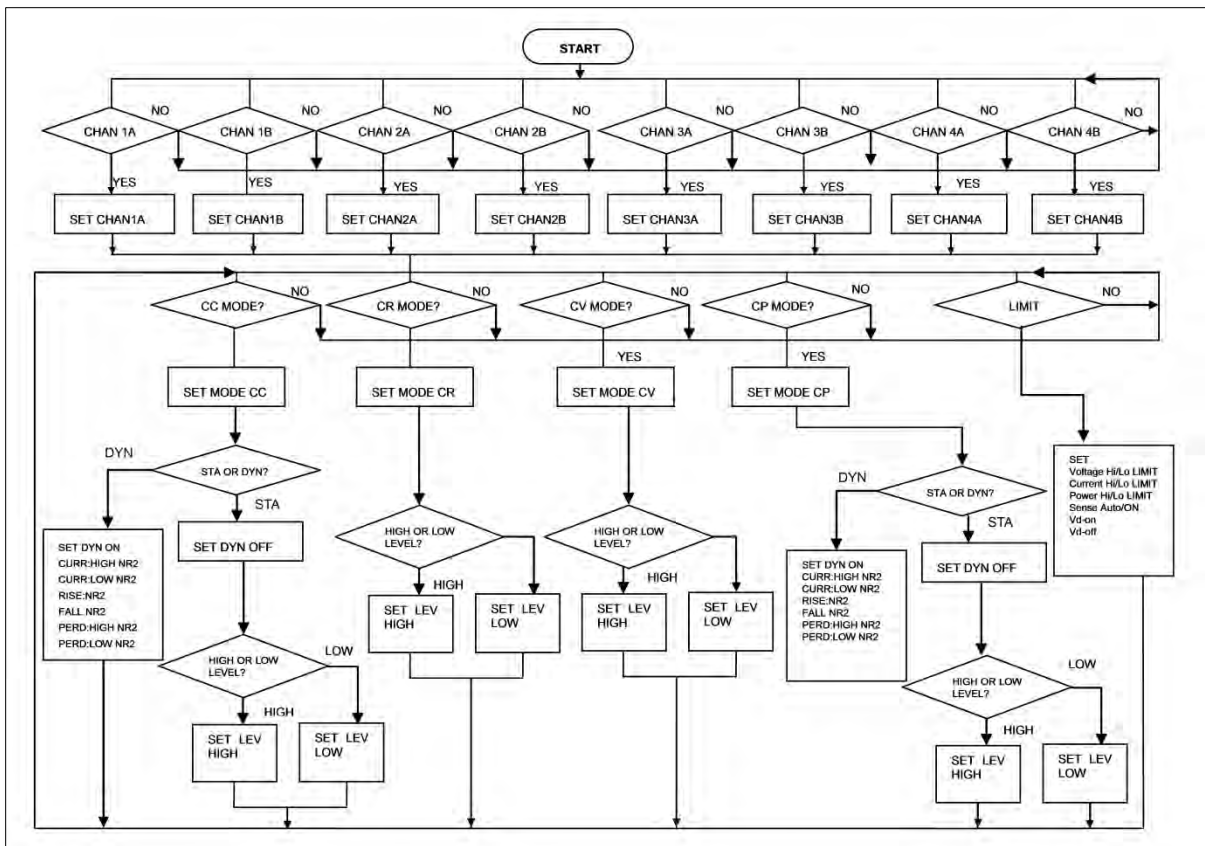 START
NO NO NO NO NO NO NO NO
CHAN 1A CHAN 1B CHAN 2A CHAN 2B CHAN 3A CHAN 3B CHAN 4A CHAN 4B
YES YES YES YES YES YES YES YES
SET CHAN1A SET CHAN1B SET CHAN2A SET CHAN2B SET CHAN3A SET CHAN3B SET CHAN4A SET CHAN4B
NO NO NO NO NO
CC MODE? CR MODE? CV MODE? CP MODE? LIMIT
YES YES
SET MODE CC SET MODE CR SET MODE CV SET MODE CP
DYN
STA OR DYN?
STA
SET DYN ON
CURR:HIGH NR2
CURR:LOW NR2
RISE:NR2
FALL NR2
PERD:HIGH NR2
PERD:LOW NR2
SET DYN OFF
HIGH OR LOW
LEVEL?
LOW
HIGH
SET LEV
HIGH
SET LEV
LOW
HIGH OR LOW
LEVEL?
HIGH
SET LEV
HIGH
SET LEV
LOW
HIGH OR LOW
LEVEL?
HIGH
SET LEV
HIGH
SET LEV
LOW
DYN
STA OR DYN?
STA
SET DYN ON
CURR:HIGH NR2
CURR:LOW NR2
RISE:NR2
FALL NR2
PERD:HIGH NR2
PERD:LOW NR2
SET DYN OFF
HIGH OR LOW
LEVEL?
LOW
HIGH
SET LEV
HIGH
SET LEV
LOW
SET
Voltage Hi/Lo LIMIT
Current Hi/Lo LIMIT
Power Hi/Lo LIMIT
Sense Auto/ON
Vd-on
Vd-off